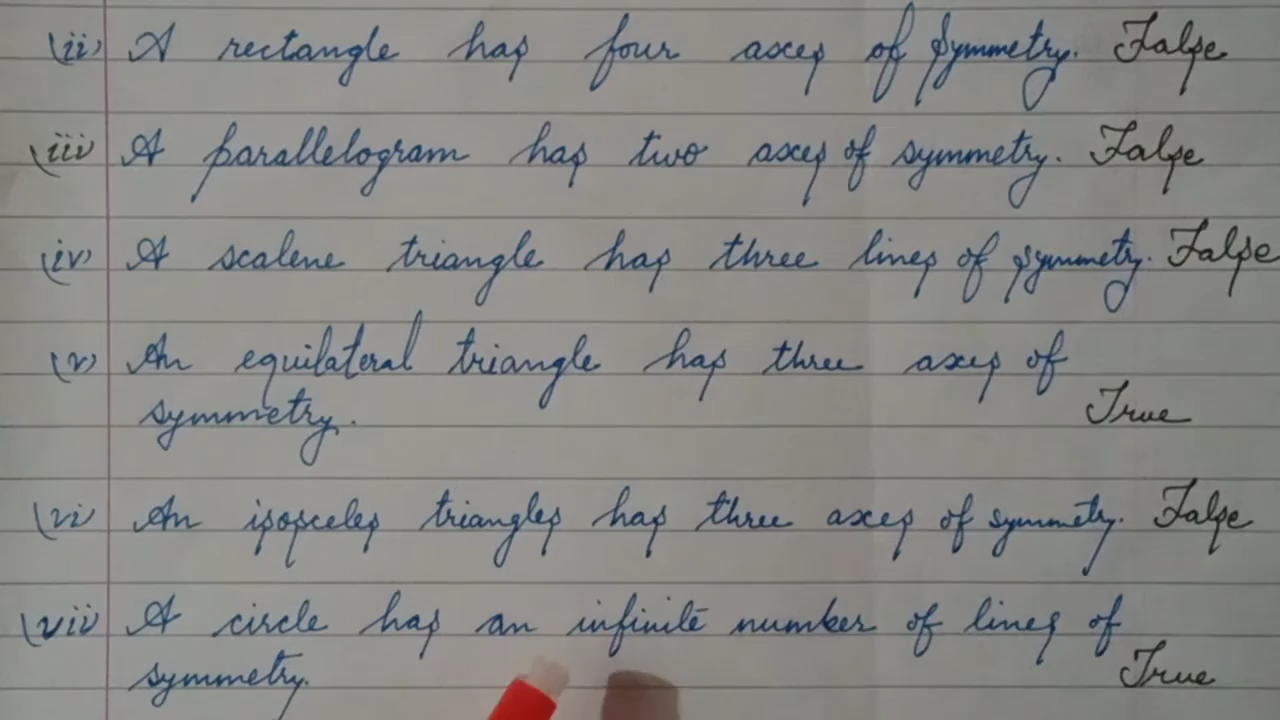 (ii) A rectangle has four axes of symmetry. False
(iii) A parallelogram has two axes of symmetry. False
(iv) A scalene triangle has three lines of symmetry. False
(v) An equilateral triangle has three axes of
symmetry. True
(vi) An isosceles triangles has three axes of symmetry. False
(vii) A circle has an infinite number of lines of
symmetry. True